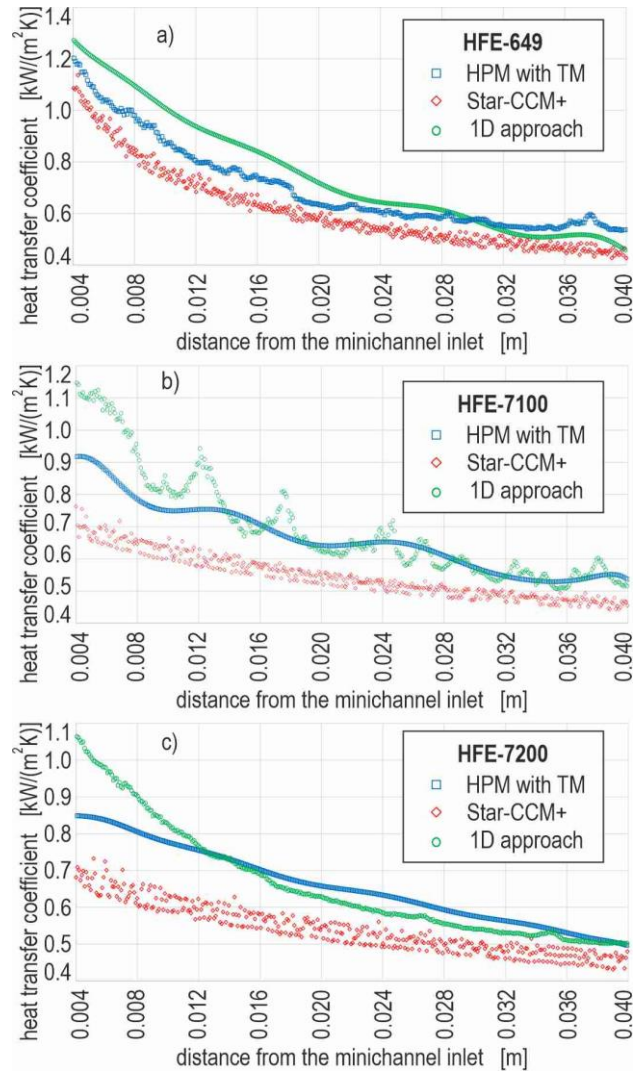 a)
HFE-649
HPM with TM
Star-CCM+
1D approach
heat transfer coefficient [kW/(m²K)]
1.4
1.2
1.0
0.8
0.6
0.4
0.004
0.008
0.012
0.016
0.020
0.024
0.028
0.032
0.036
0.040
distance from the minichannel inlet [m]
b)
HFE-7100
HPM with TM
Star-CCM+
1D approach
heat transfer coefficient [kW/(m²K)]
1.2
1.1
1.0
0.9
0.8
0.7
0.6
0.5
0.4
0.004
0.008
0.012
0.016
0.020
0.024
0.028
0.032
0.036
0.040
distance from the minichannel inlet [m]
c)
HFE-7200
HPM with TM
Star-CCM+
1D approach
heat transfer coefficient [kW/(m²K)]
1.1
1.0
0.9
0.8
0.7
0.6
0.5
0.4
0.004
0.008
0.012
0.016
0.020
0.024
0.028
0.032
0.036
0.040
distance from the minichannel inlet [m]